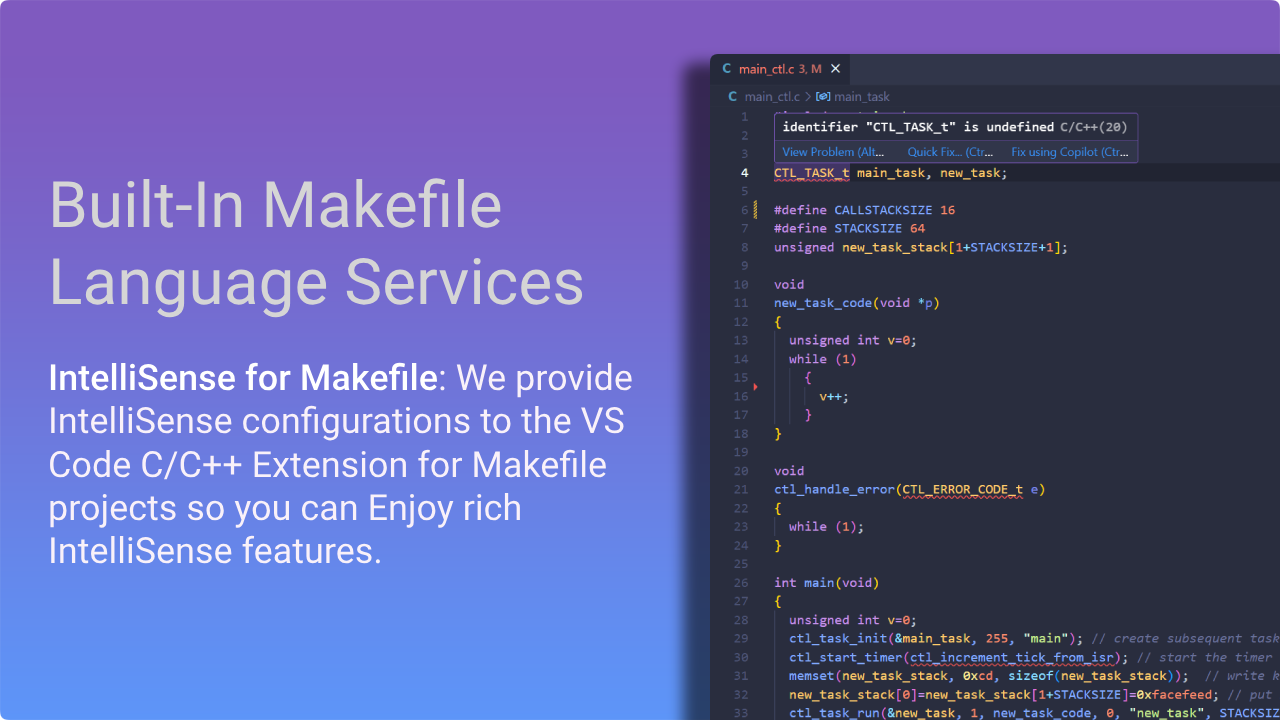 Built-In Makefile
Language Services
IntelliSense for Makefile: We provide
IntelliSense configurations to the VS
Code C/C++ Extension for Makefile
projects so you can Enjoy rich
IntelliSense features.
C main_ctl.c 3, M ×
C main_ctl.c > main_task
1
2
3
identifier "CTL_TASK_t" is undefined C/C++(20)
View Problem (Alt... Quick Fix... (Ctr... Fix using Copilot (Ctr...
4 CTL_TASK_t main_task, new_task;
5
6 #define CALLSTACKSIZE 16
7 #define STACKSIZE 64
8 unsigned new_task_stack[1+STACKSIZE+1];
9
10 void
11 new_task_code(void *p)
12 {
13 unsigned int v=0;
14 while (1)
15 {
16 v++;
17 }
18 }
19
20 void
21 ctl_handle_error(CTL_ERROR_CODE_t e)
22 {
23 while (1);
24 }
25
26 int main(void)
27 {
28 unsigned int v=0;
29 ctl_task_init(&main_task, 255, "main"); // create subsequent task
30 ctl_start_timer(ctl_increment_tick_from_isr); // start the timer
31 memset(new_task_stack, 0xcd, sizeof(new_task_stack)); // write k
32 new_task_stack[0]=new_task_stack[1+STACKSIZE]=0xfacefeed; // put
33 ctl_task_run(&new_task, 1, new_task_code, 0, "new_task", STACKSIZ